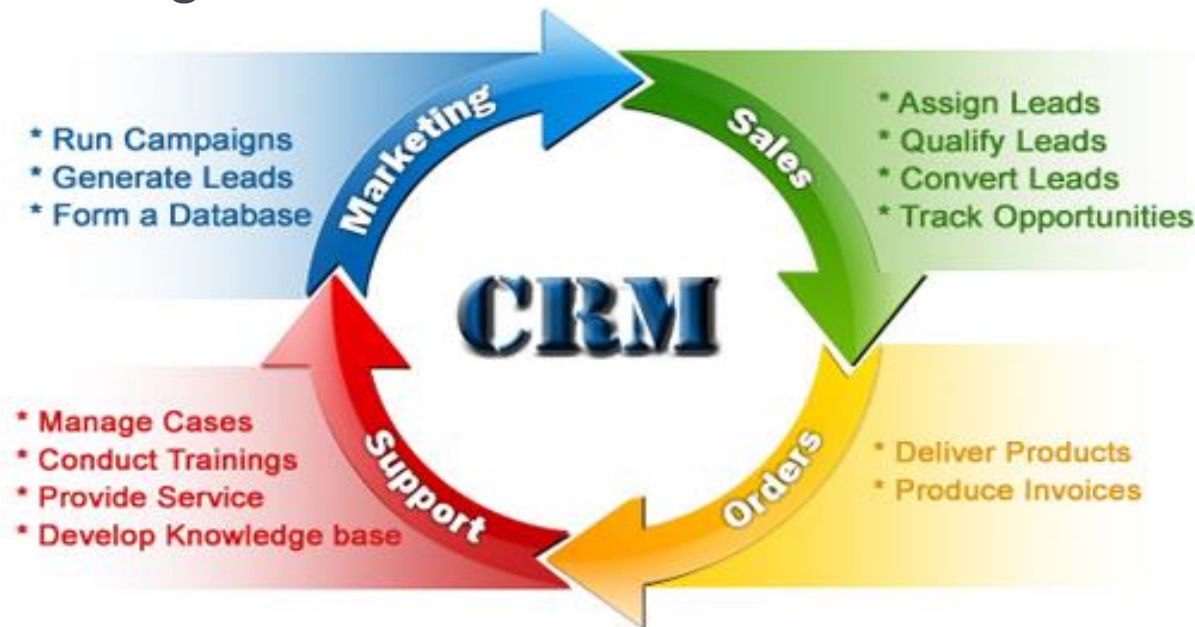 Marketing
* Run Campaigns
* Generate Leads
* Form a Database
Sales
* Assign Leads
* Qualify Leads
* Convert Leads
* Track Opportunities
CRM
Support
* Manage Cases
* Conduct Trainings
* Provide Service
* Develop Knowledge base
Orders
* Deliver Products
* Produce Invoices